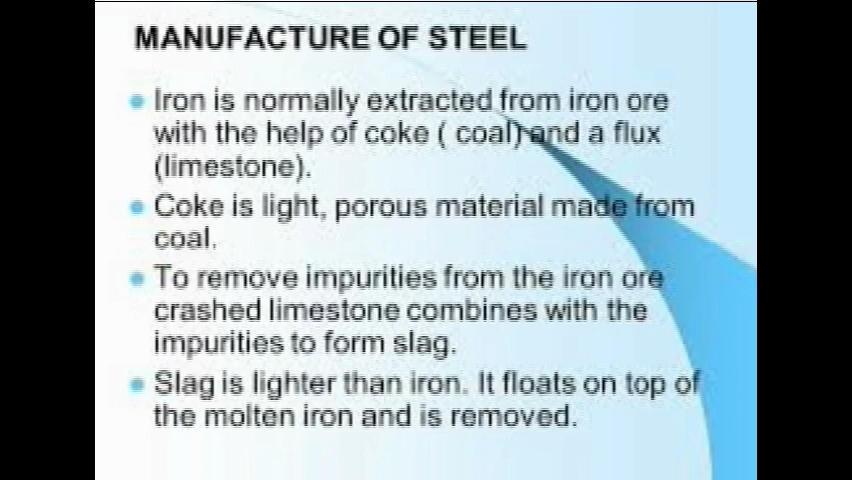 MANUFACTURE OF STEEL
Iron is normally extracted from iron ore
with the help of coke ( coal) and a flux
(limestone).
Coke is light, porous material made from
coal.
To remove impurities from the iron ore
crashed limestone combines with the
impurities to form slag.
Slag is lighter than iron. It floats on top of
the molten iron and is removed.